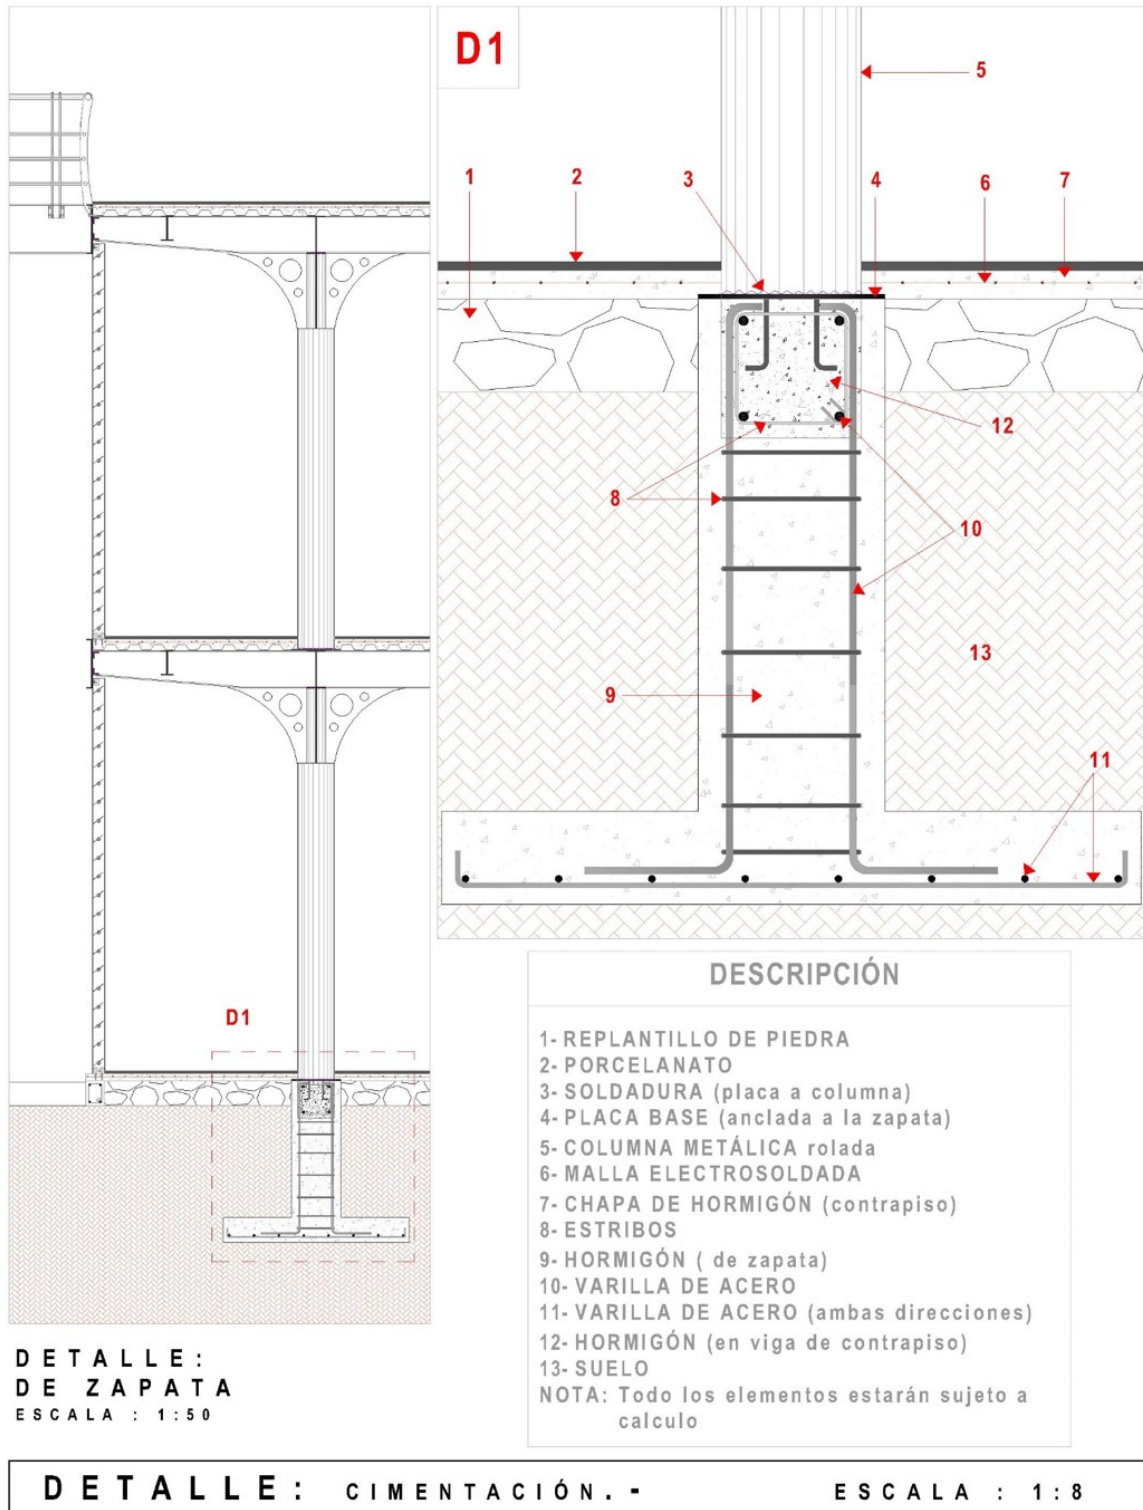 D1
5
1
2
3
4
6
7
12
8
10
13
9
11
D1
DESCRIPCIÓN
1- REPLANTILLO DE PIEDRA
2- PORCELANATO
3- SOLDADURA (placa a columna)
4- PLACA BASE (anclada a la zapata)
5- COLUMNA METÁLICA rolada
6- MALLA ELECTROSOLDADA
7- CHAPA DE HORMIGÓN (contrapiso)
8- ESTRIBOS
9- HORMIGÓN ( de zapata)
10- VARILLA DE ACERO
11- VARILLA DE ACERO (ambas direcciones)
12- HORMIGÓN (en viga de contrapiso)
13- SUELO
NOTA: Todo los elementos estarán sujeto a
calculo
DETALLE:
DE ZAPATA
ESCALA : 1:50
DETALLE: CIMENTACIÓN. - ESCALA : 1:8